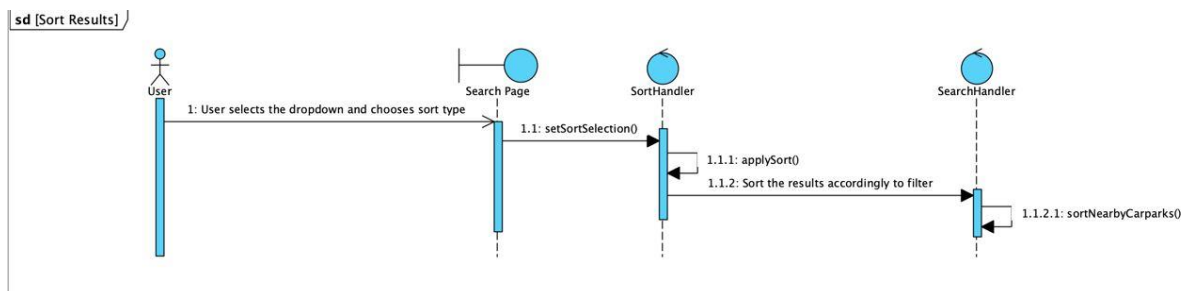 sd [Sort Results]
User
Search Page
SortHandler
SearchHandler
1: User selects the dropdown and chooses sort type
1.1: setSortSelection()
1.1.1: applySort()
1.1.2: Sort the results accordingly to filter
1.1.2.1: sortNearbyCarparks()